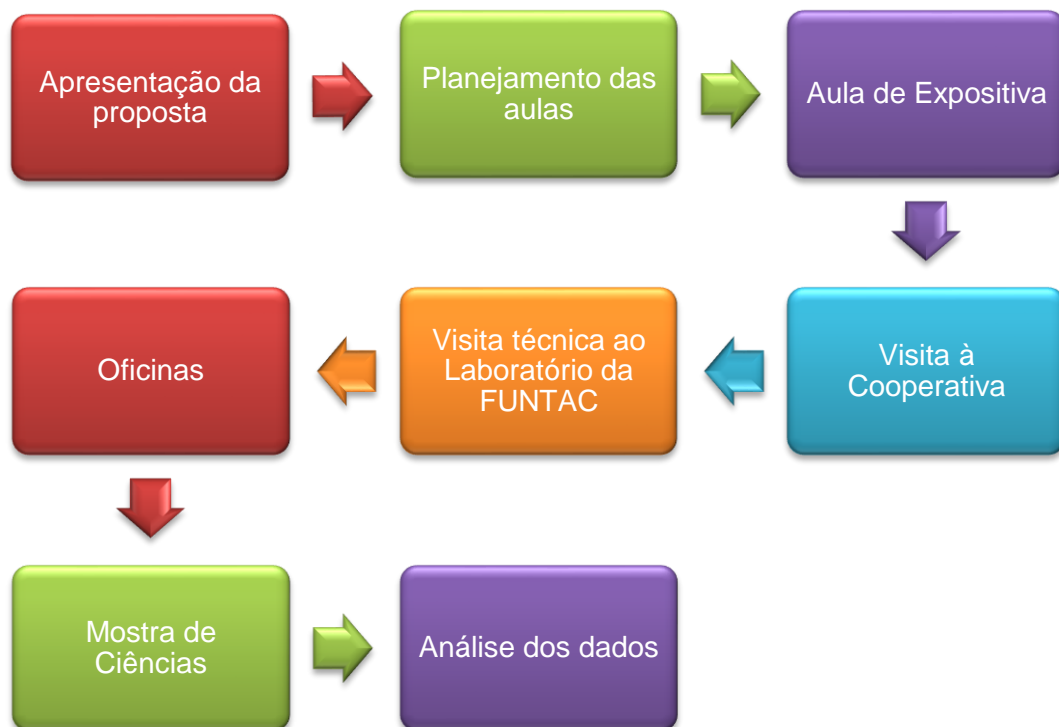 Apresentação da
proposta
Planejamento das
aulas
Aula de Expositiva
Visita à
Cooperativa
Visita técnica ao
Laboratório da
FUNTAC
Oficinas
Mostra de
Ciências
Análise dos dados